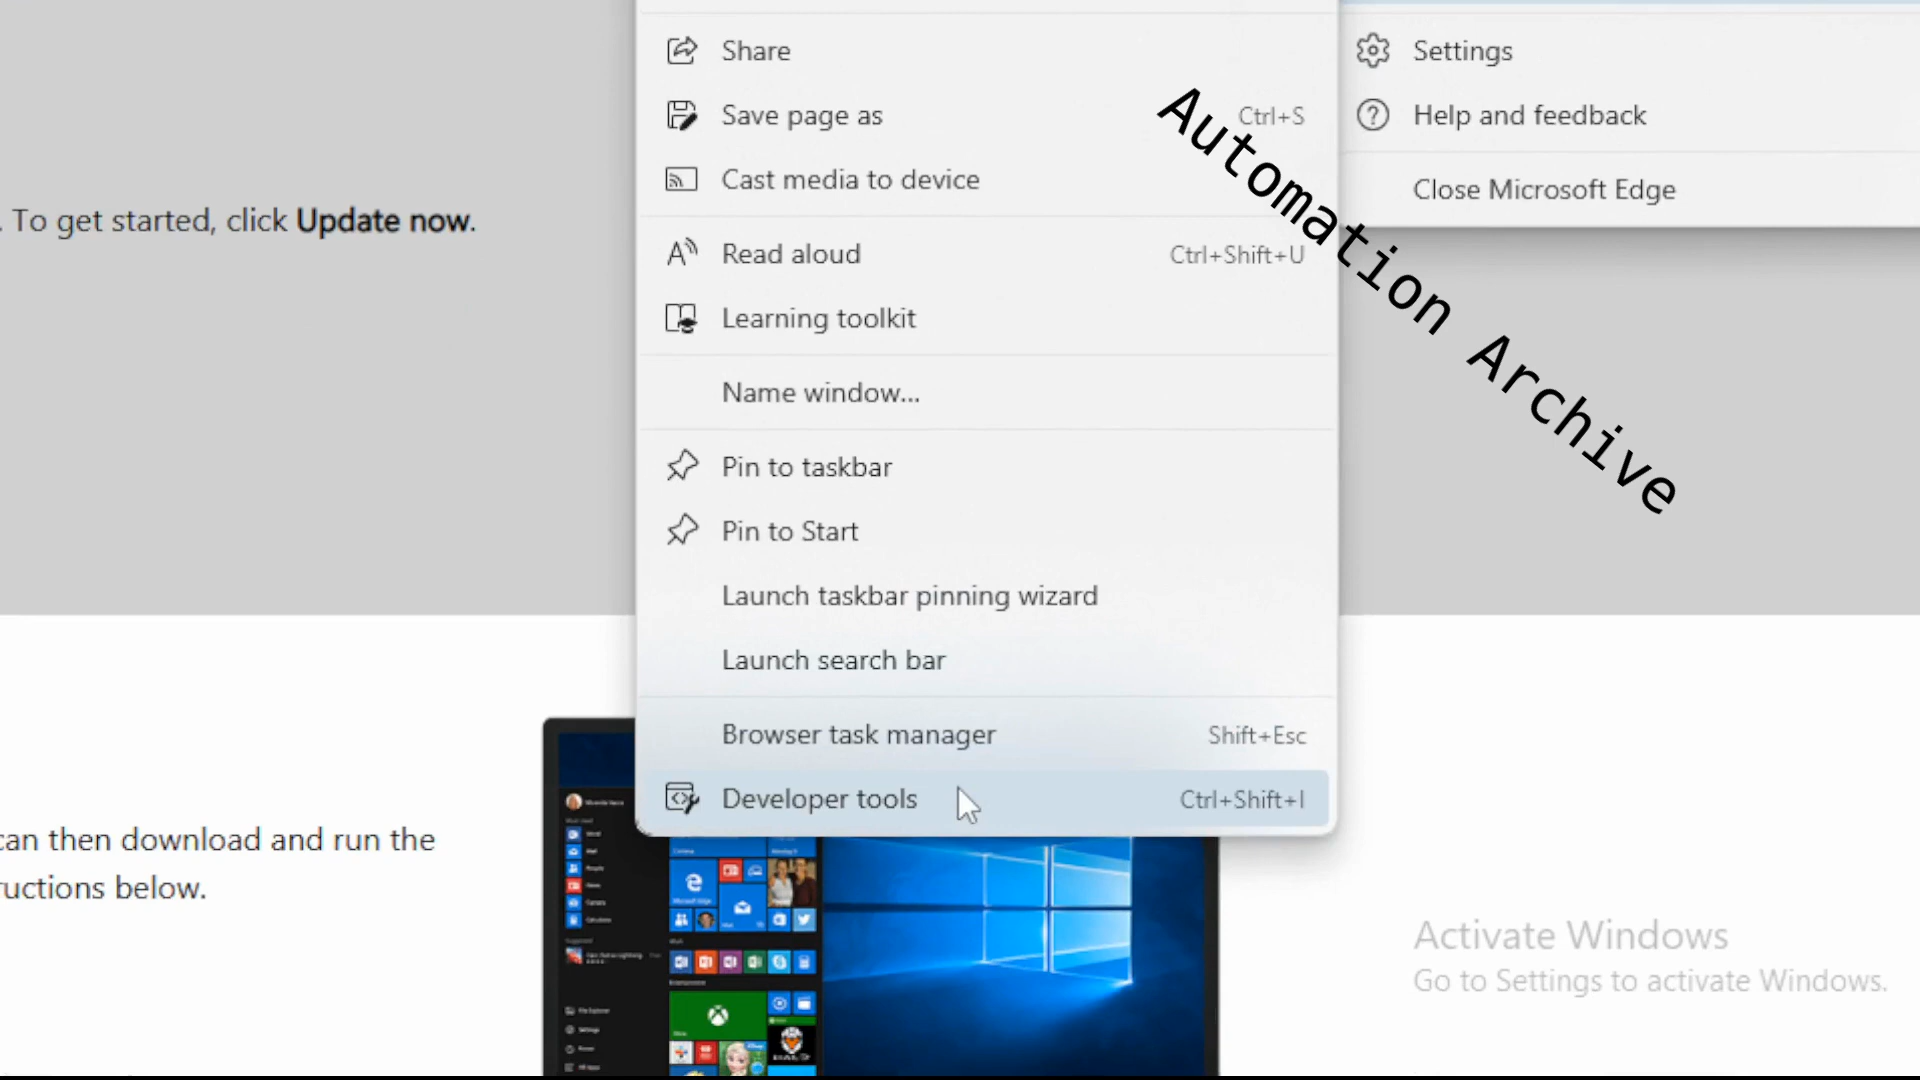 Share
Save page as Ctrl+S
Cast media to device
Read aloud Ctrl+Shift+U
Learning toolkit
Name window...
Pin to taskbar
Pin to Start
Launch taskbar pinning wizard
Launch search bar
Browser task manager Shift+Esc
Developer tools Ctrl+Shift+I
Settings
Help and feedback
Close Microsoft Edge
Automation Archive
. To get started, click Update now.
can then download and run the
ructions below.
Activate Windows
Go to Settings to activate Windows.